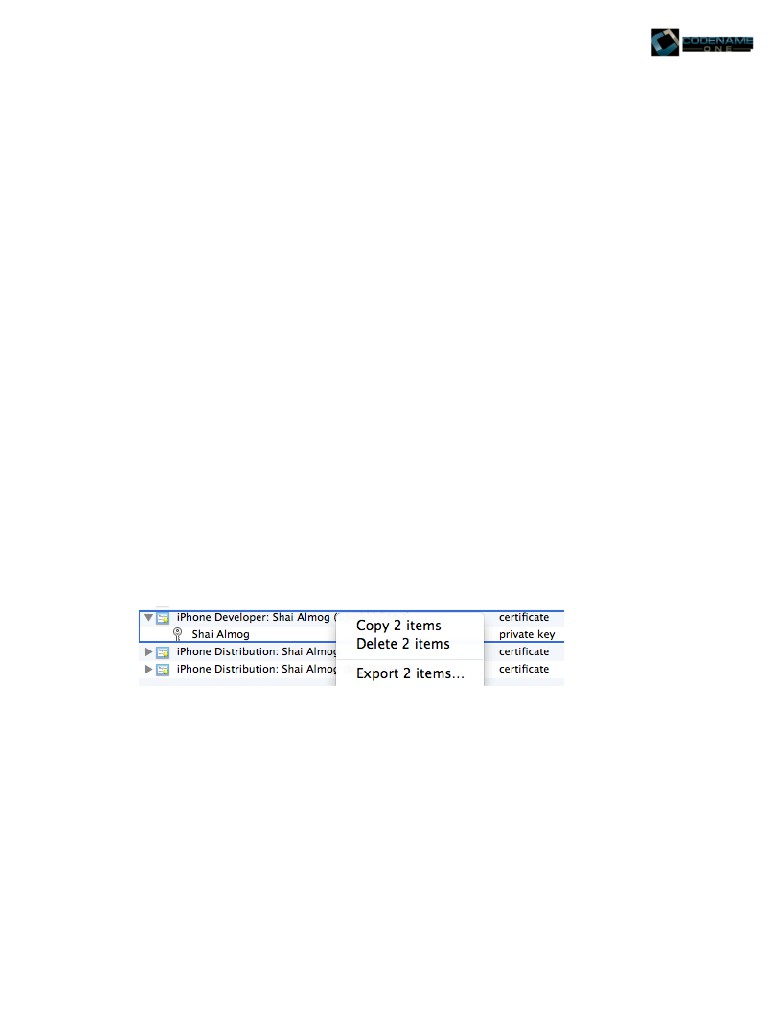 CODENAME
ONE
iPhone Developer: Shai Almog (
certificate
Copy 2 items
Shai Almog
private key
Delete 2 items
iPhone Distribution: Shai Almog
certificate
iPhone Distribution: Shai Almog
certificate
Export 2 items...